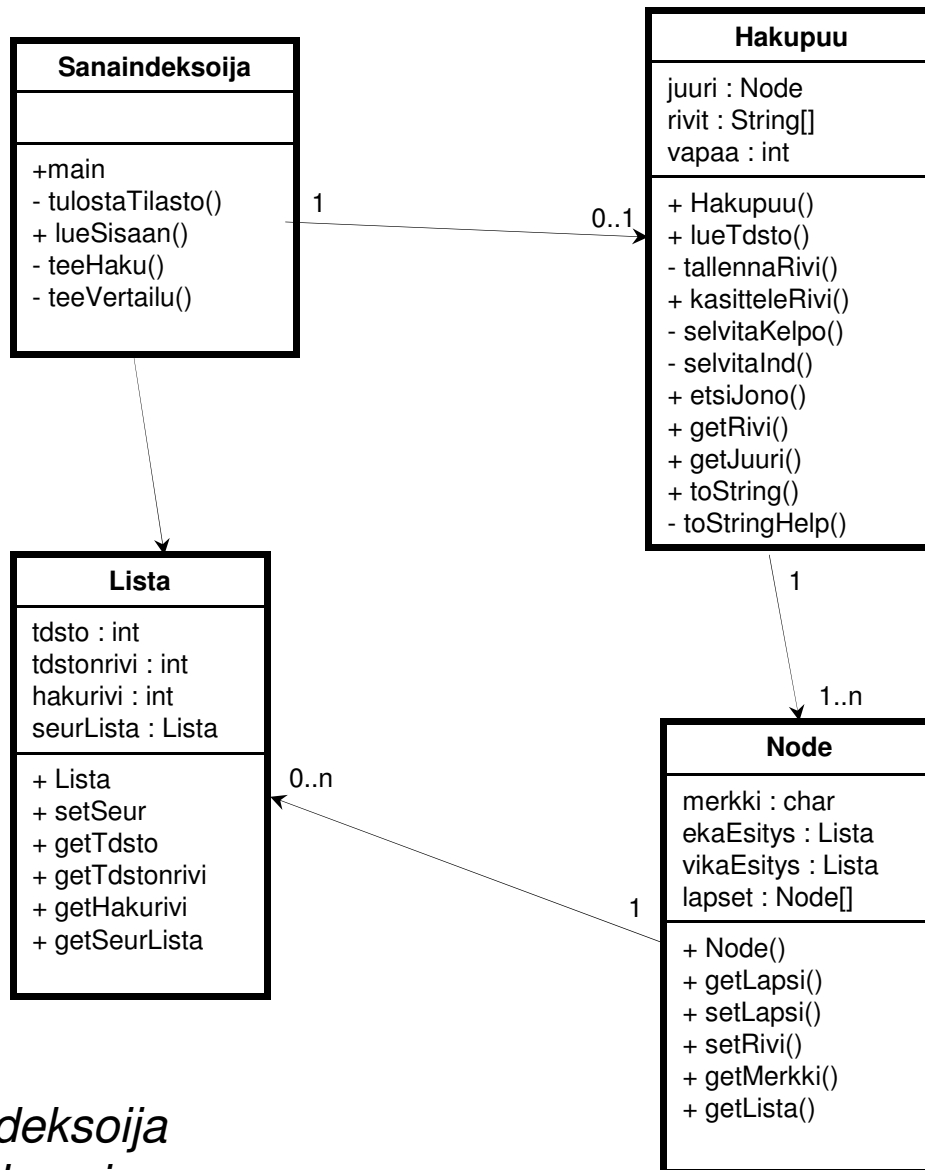 Sanaindeksoija
+main
- tulostaTilasto()
+ lueSisaan()
- teeHaku()
- teeVertailu()
1
0..1
Hakupuu
juuri : Node
rivit : String[]
vapaa : int
+ Hakupuu()
+ lueTdsto()
- tallennaRivi()
+ kasitteleRivi()
- selvitaKelpo()
- selvitaInd()
+ etsiJono()
+ getRivi()
+ getJuuri()
+ toString()
- toStringHelp()
1
1..n
Lista
tdsto : int
tdstonrivi : int
hakurivi : int
seurLista : Lista
+ Lista
+ setSeur
+ getTdsto
+ getTdstonrivi
+ getHakurivi
+ getSeurLista
0..n
1
Node
merkki : char
ekaEsitys : Lista
vikaEsitys : Lista
lapset : Node[]
+ Node()
+ getLapsi()
+ setLapsi()
+ setRivi()
+ getMerkki()
+ getLista()
deksoija